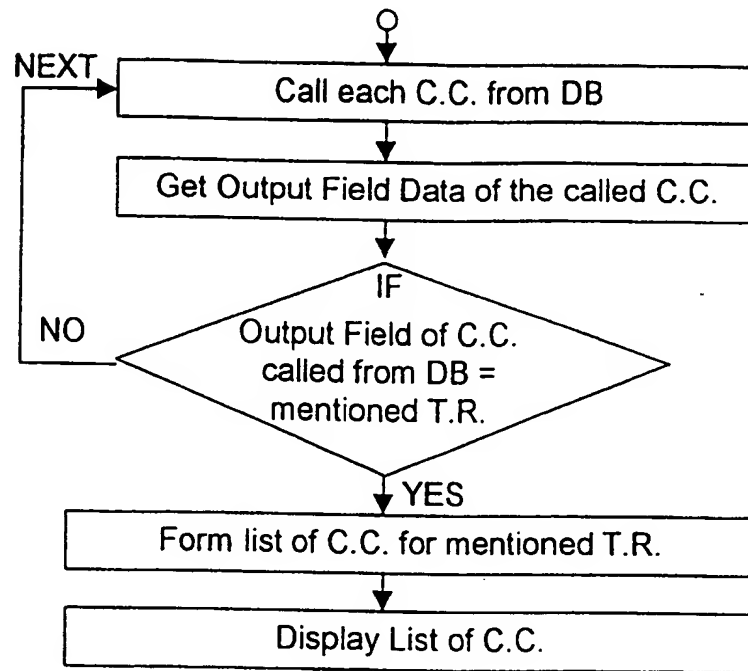 NEXT
Call each C.C. from DB
Get Output Field Data of the called C.C.
IF
NO
Output Field of C.C.
called from DB =
mentioned T.R.
YES
Form list of C.C. for mentioned T.R.
Display List of C.C.